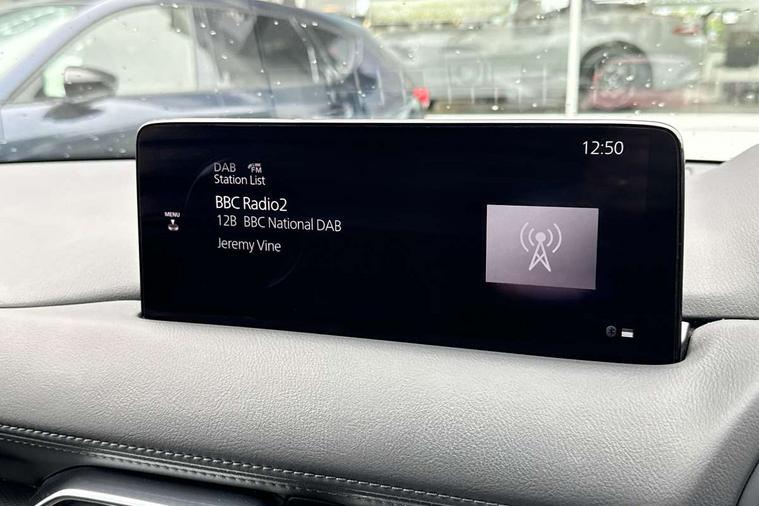 12:50
DAB FM
Station List
BBC Radio2
12B BBC National DAB
Jeremy Vine
MENU